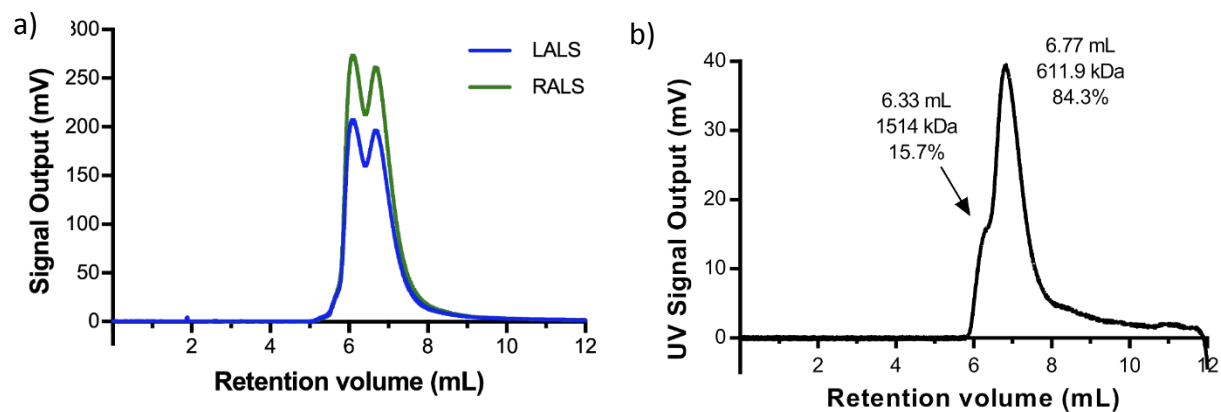 a)
Signal Output (mV)
300
250
200
150
100
50
0
2
4
6
8
10
12
Retention volume (mL)
LALS
RALS
b)
UV Signal Output (mV)
40
30
20
10
0
2
4
6
8
10
12
Retention volume (mL)
6.33 mL
1514 kDa
15.7%
6.77 mL
611.9 kDa
84.3%